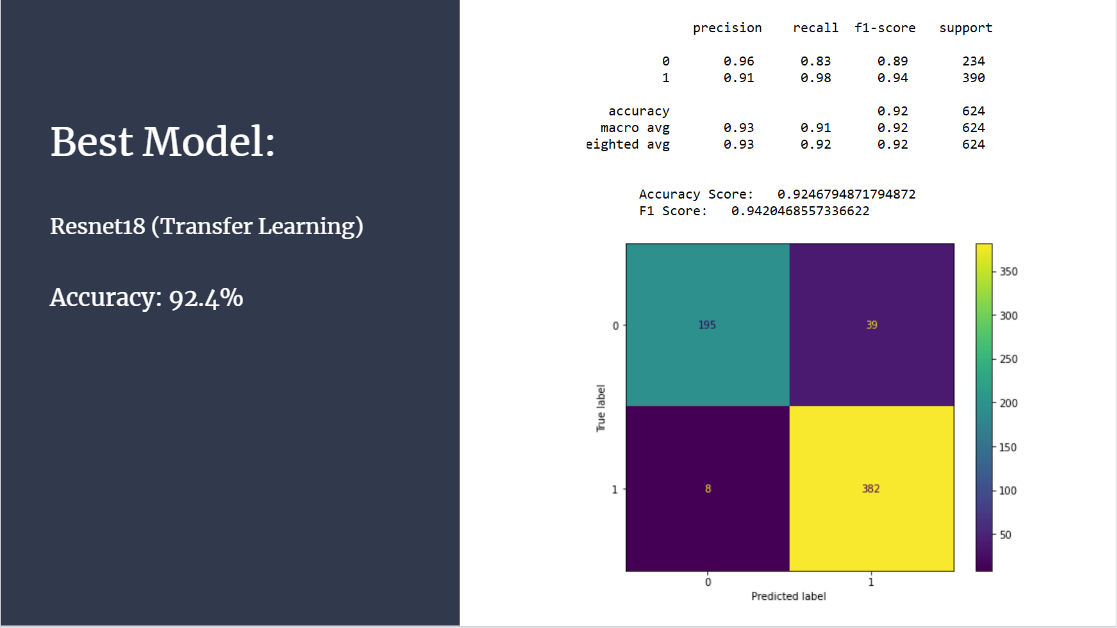 Best Model:
Resnet18 (Transfer Learning)
Accuracy: 92.4%
precision recall f1-score support
0 0.96 0.83 0.89 234
1 0.91 0.98 0.94 390
accuracy 0.92 624
macro avg 0.93 0.91 0.92 624
eighted avg 0.93 0.92 0.92 624
Accuracy Score: 0.9246794871794872
F1 Score: 0.9420468557336622
195 39
8 382
0
1
True label
0 1
Predicted label
350
300
250
200
150
100
50